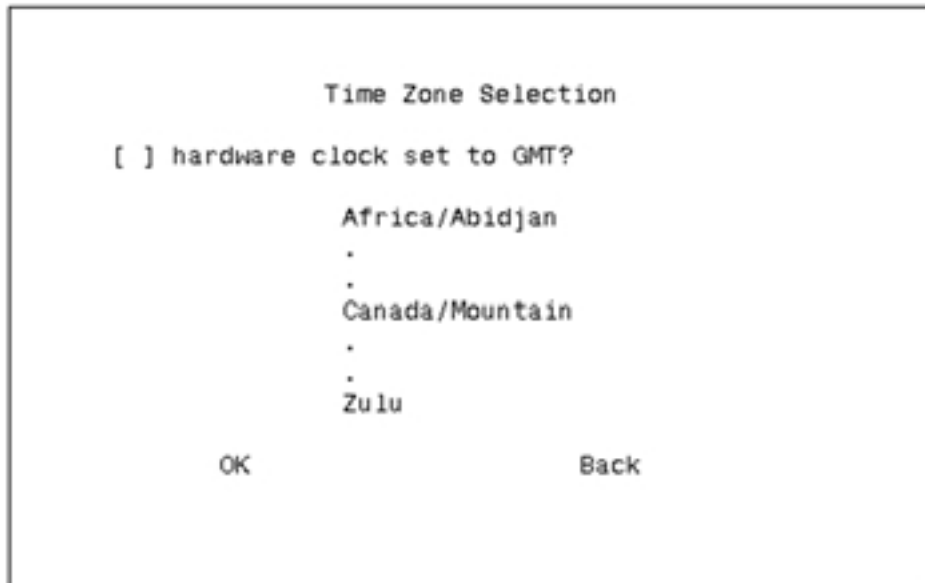 Time Zone Selection
[ ] hardware clock set to GMT?
Africa/Abidjan
.
.
Canada/Mountain
.
.
Zulu
OK Back